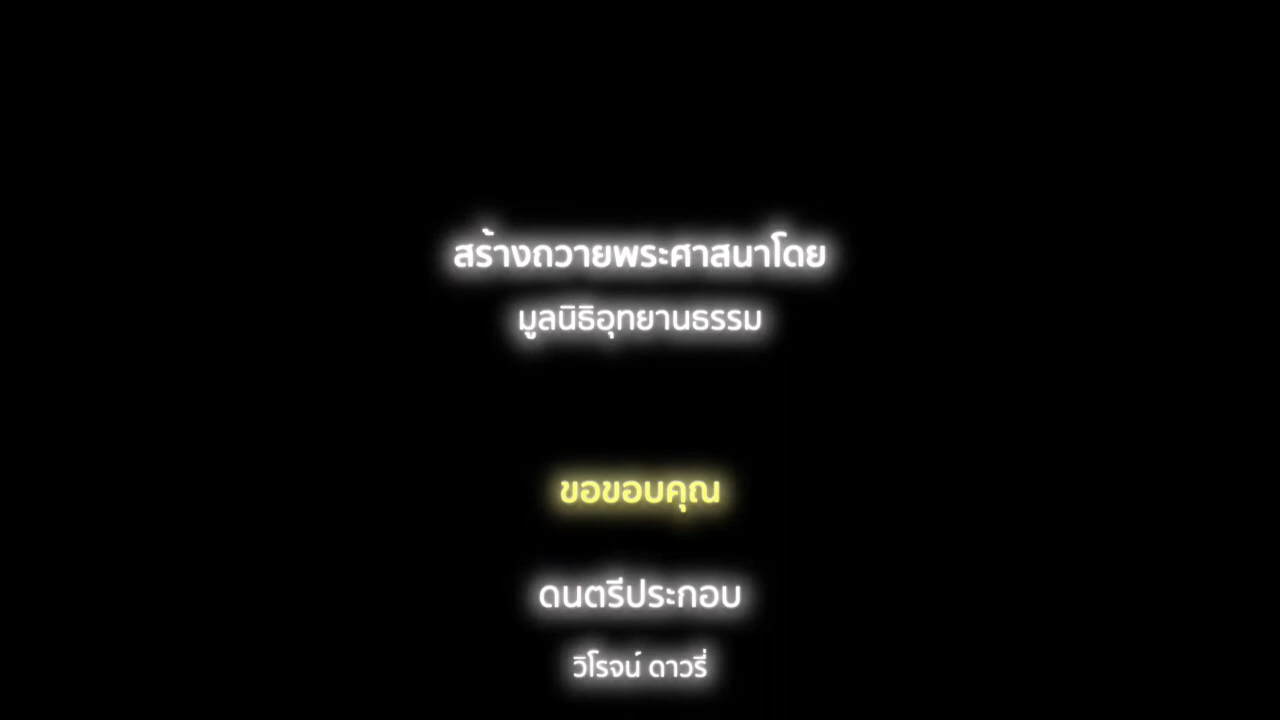 สร้างถวายพระศาสนาโดย
มูลนิธิอุทยานธรรม
ขอขอบคุณ
ดนตรีประกอบ
วิโรจน์ ดาวรี่